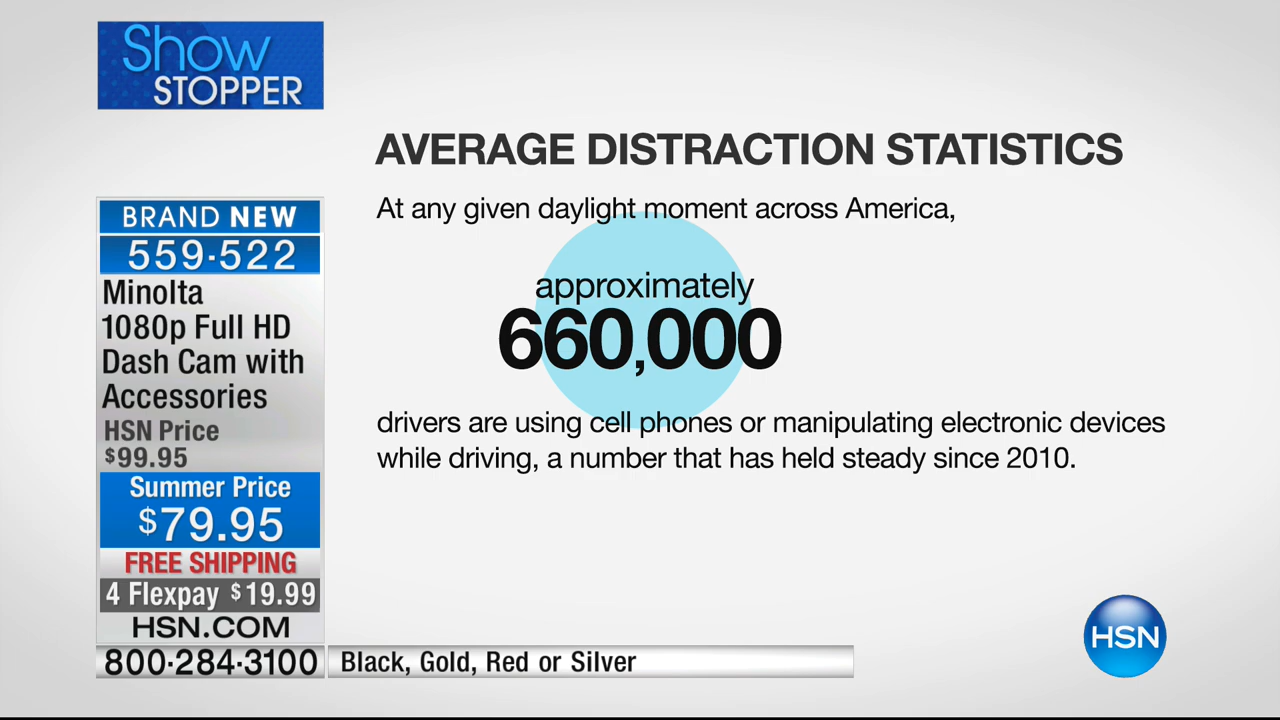 Show
STOPPER
AVERAGE DISTRACTION STATISTICS
At any given daylight moment across America,
approximately
660,000
drivers are using cell phones or manipulating electronic devices
while driving, a number that has held steady since 2010.
BRAND NEW
559·522
Minolta
1080p Full HD
Dash Cam with
Accessories
HSN Price
$99.95
Summer Price
$79.95
FREE SHIPPING
4 Flexpay $19.99
HSN.COM
800·284·3100
Black, Gold, Red or Silver
HSN